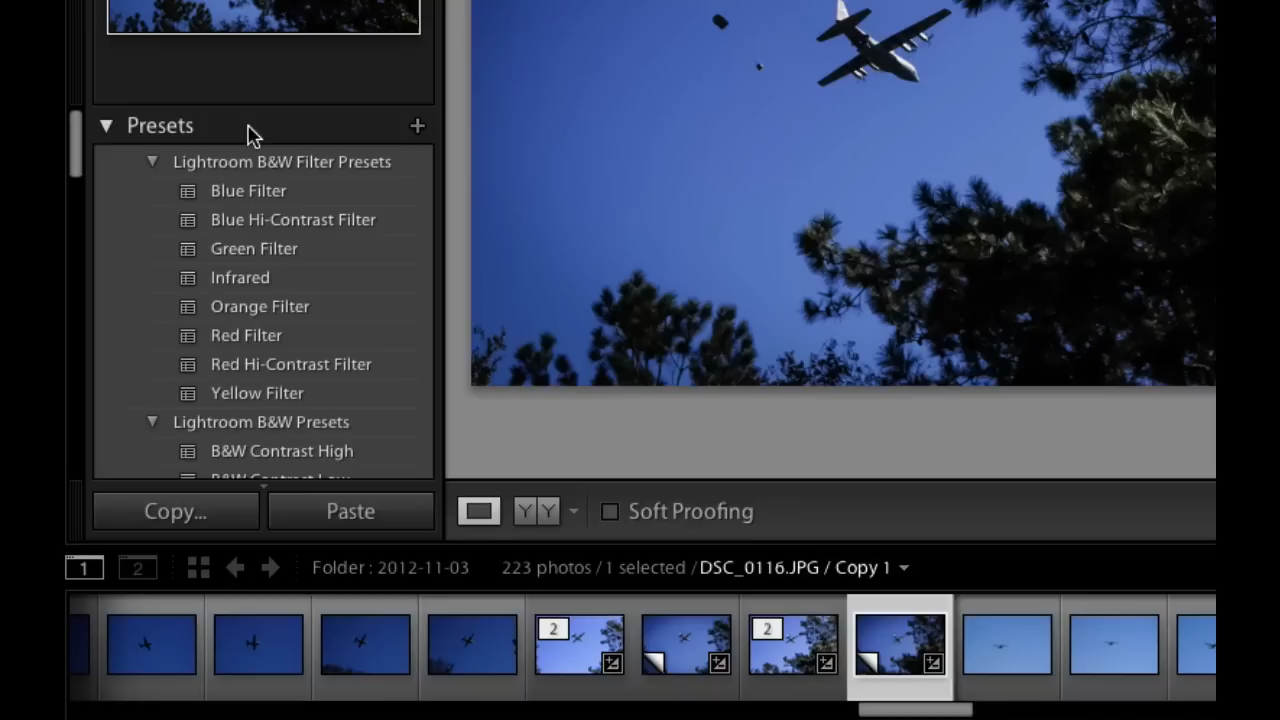 Presets +
Lightroom B&W Filter Presets
Blue Filter
Blue Hi-Contrast Filter
Green Filter
Infrared
Orange Filter
Red Filter
Red Hi-Contrast Filter
Yellow Filter
Lightroom B&W Presets
B&W Contrast High
B&W Contrast Low
Copy...
Paste
Y Y
Soft Proofing
1
2
Folder : 2012-11-03
223 photos / 1 selected / DSC_0116.JPG / Copy 1
2
2